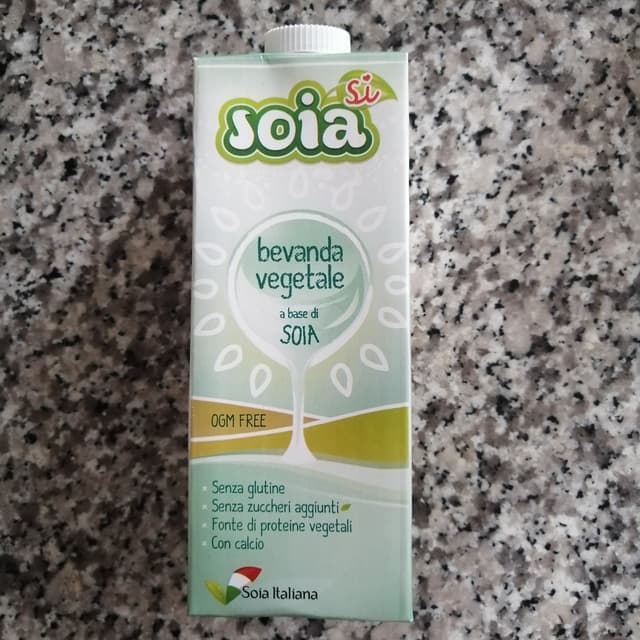 soia
si
bevanda
vegetale
a base di
SOIA
OGM FREE
Senza glutine
Senza zuccheri aggiunti
Fonte di proteine vegetali
Con calcio
Soia Italiana